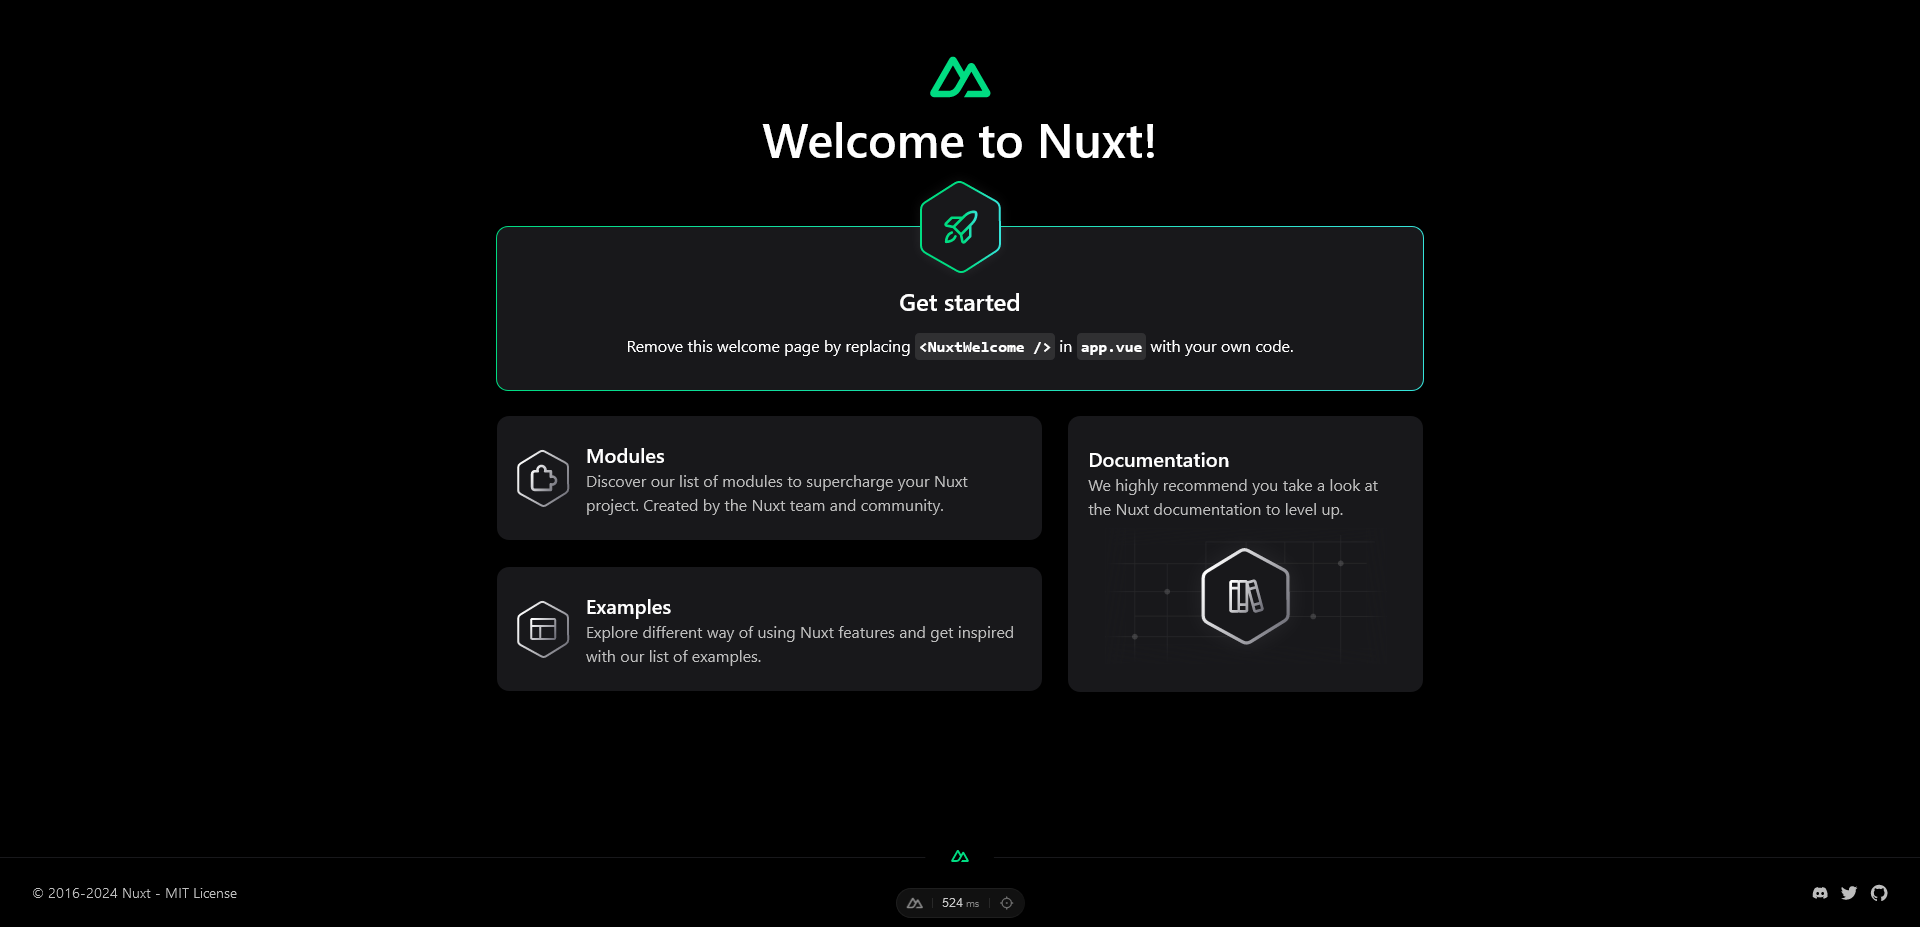 Welcome to Nuxt!
Get started
Remove this welcome page by replacing <NuxtWelcome /> in app.vue with your own code.
Modules
Discover our list of modules to supercharge your Nuxt
project. Created by the Nuxt team and community.
Examples
Explore different way of using Nuxt features and get inspired
with our list of examples.
Documentation
We highly recommend you take a look at
the Nuxt documentation to level up.
© 2016-2024 Nuxt - MIT License
524 ms